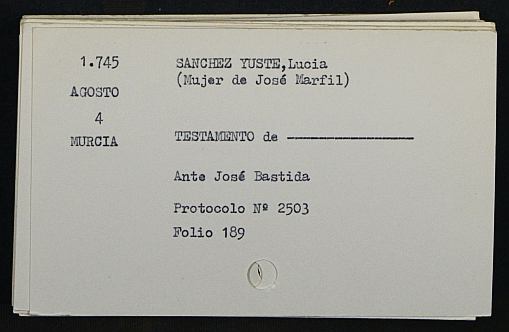 1.745 SANCHEZ YUSTE,Lucia
(Mujer de José Marfil)
AGOSTO
4
MURCIA TESTAMENTO de ----------------
Ante José Bastida
Protocolo Nº 2503
Folio 189